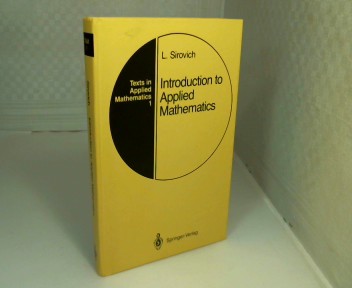 L. Sirovich
Introduction to
Applied
Mathematics
Texts in
Applied
Mathematics
1
Springer-Verlag